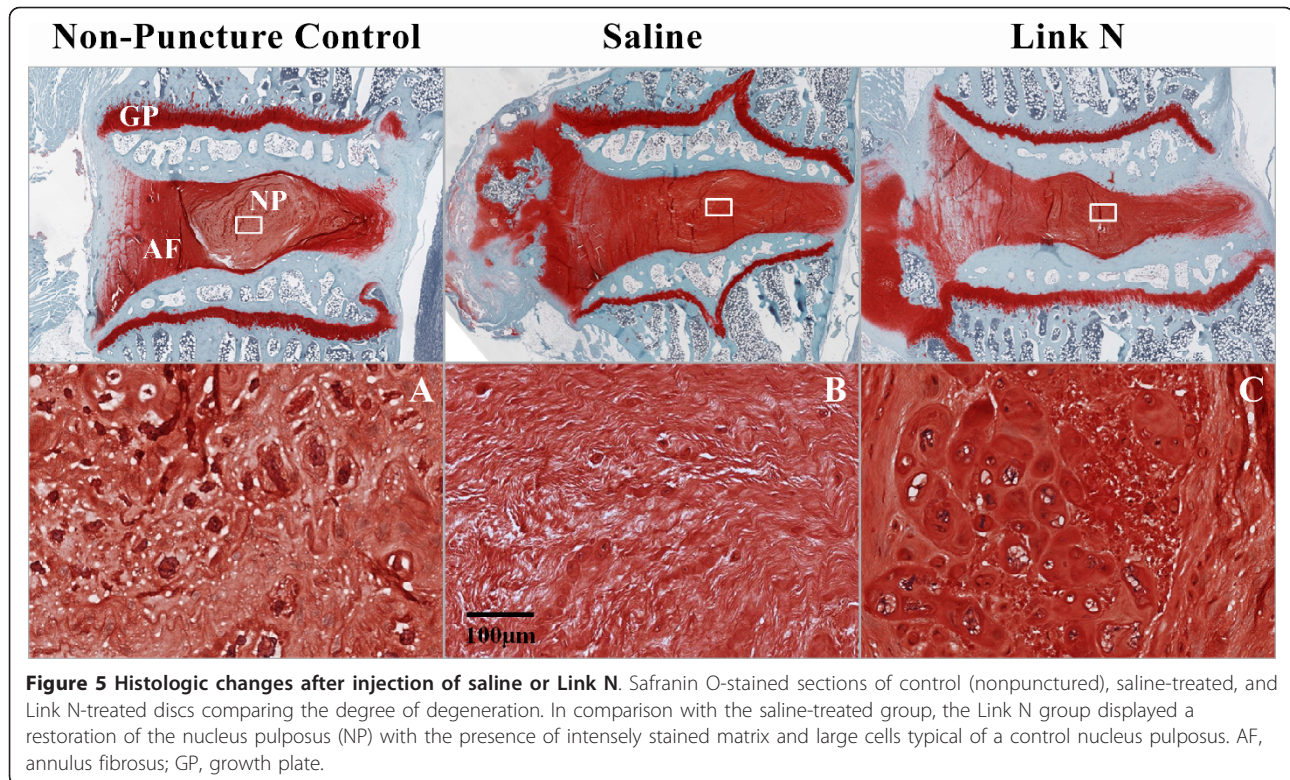 Non-Puncture Control Saline Link N
GP
NP
AF
A B C
100µm
Figure 5 Histologic changes after injection of saline or Link N. Safranin O-stained sections of control (nonpunctured), saline-treated, and
Link N-treated discs comparing the degree of degeneration. In comparison with the saline-treated group, the Link N group displayed a
restoration of the nucleus pulposus (NP) with the presence of intensely stained matrix and large cells typical of a control nucleus pulposus. AF,
annulus fibrosus; GP, growth plate.